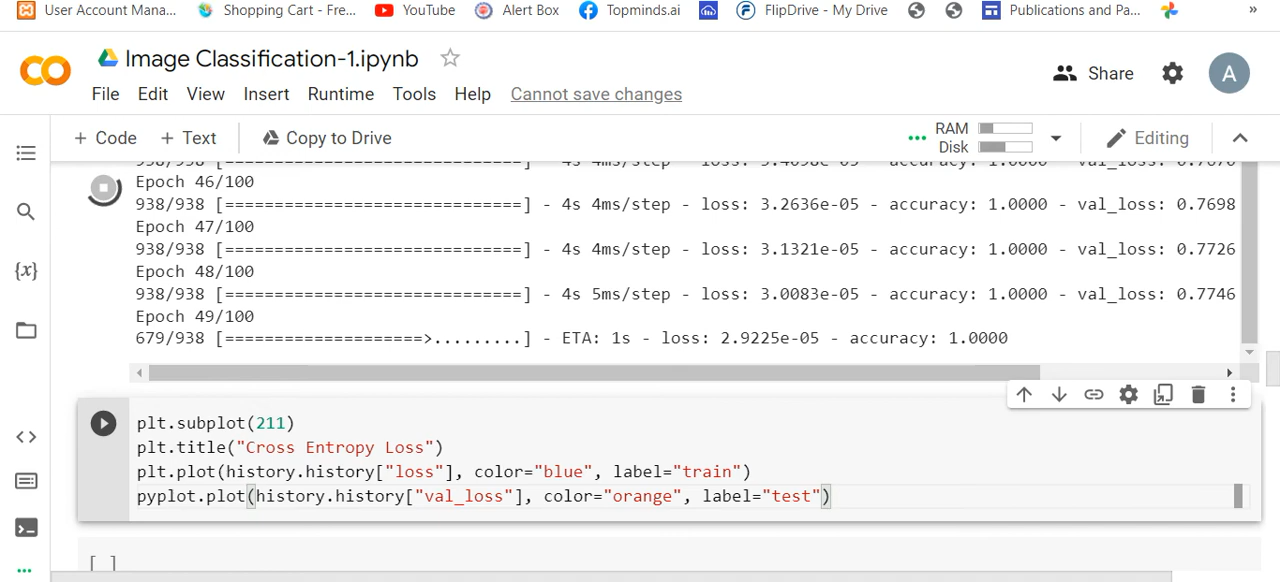 User Account Mana... Shopping Cart - Fre... YouTube Alert Box Topminds.ai FlipDrive - My Drive Publications and Pa... »
CO Image Classification-1.ipynb
Share A
File Edit View Insert Runtime Tools Help Cannot save changes
+ Code + Text Copy to Drive RAM Disk Editing
Epoch 46/100
938/938 [==============================] - 4s 4ms/step - loss: 3.2636e-05 - accuracy: 1.0000 - val_loss: 0.7698
Epoch 47/100
938/938 [==============================] - 4s 4ms/step - loss: 3.1321e-05 - accuracy: 1.0000 - val_loss: 0.7726
Epoch 48/100
938/938 [==============================] - 4s 5ms/step - loss: 3.0083e-05 - accuracy: 1.0000 - val_loss: 0.7746
Epoch 49/100
679/938 [====================>.........] - ETA: 1s - loss: 2.9225e-05 - accuracy: 1.0000
{x}
plt.subplot(211)
plt.title("Cross Entropy Loss")
plt.plot(history.history["loss"], color="blue", label="train")
pyplot.plot(history.history["val_loss"], color="orange", label="test")
[ ]